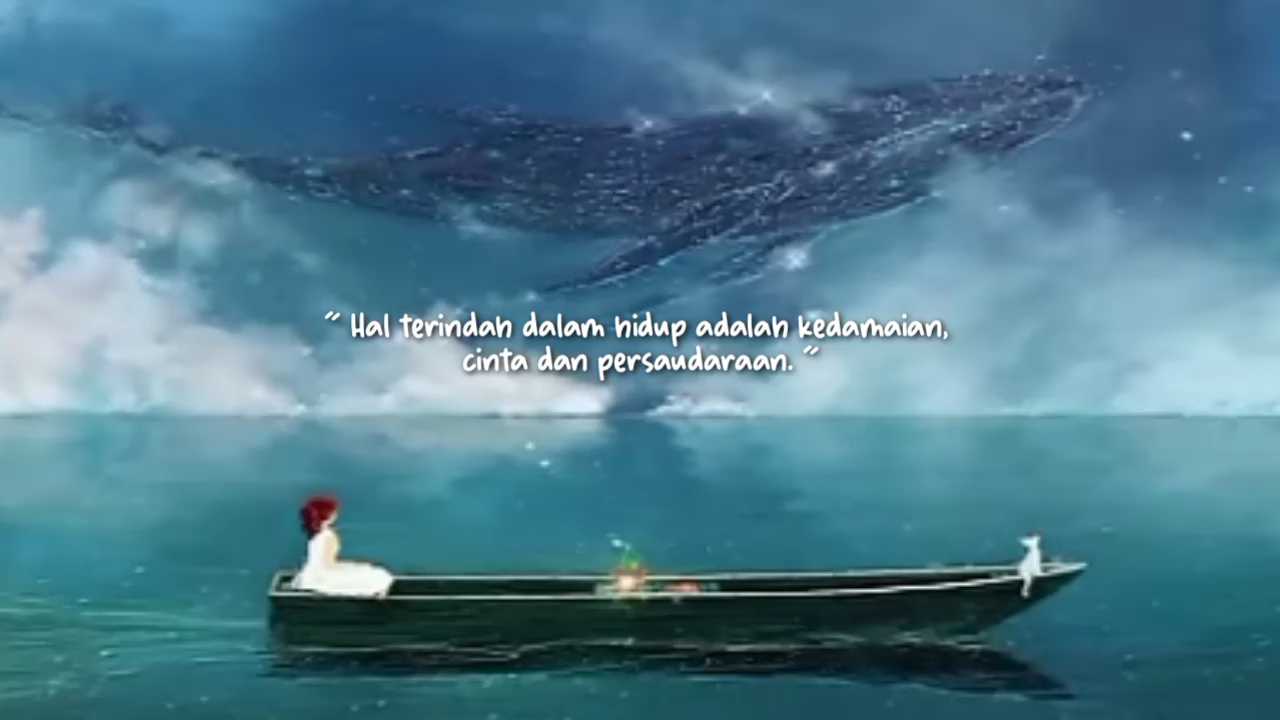 " Hal terindah dalam hidup adalah kedamaian,
cinta dan persaudaraan. "